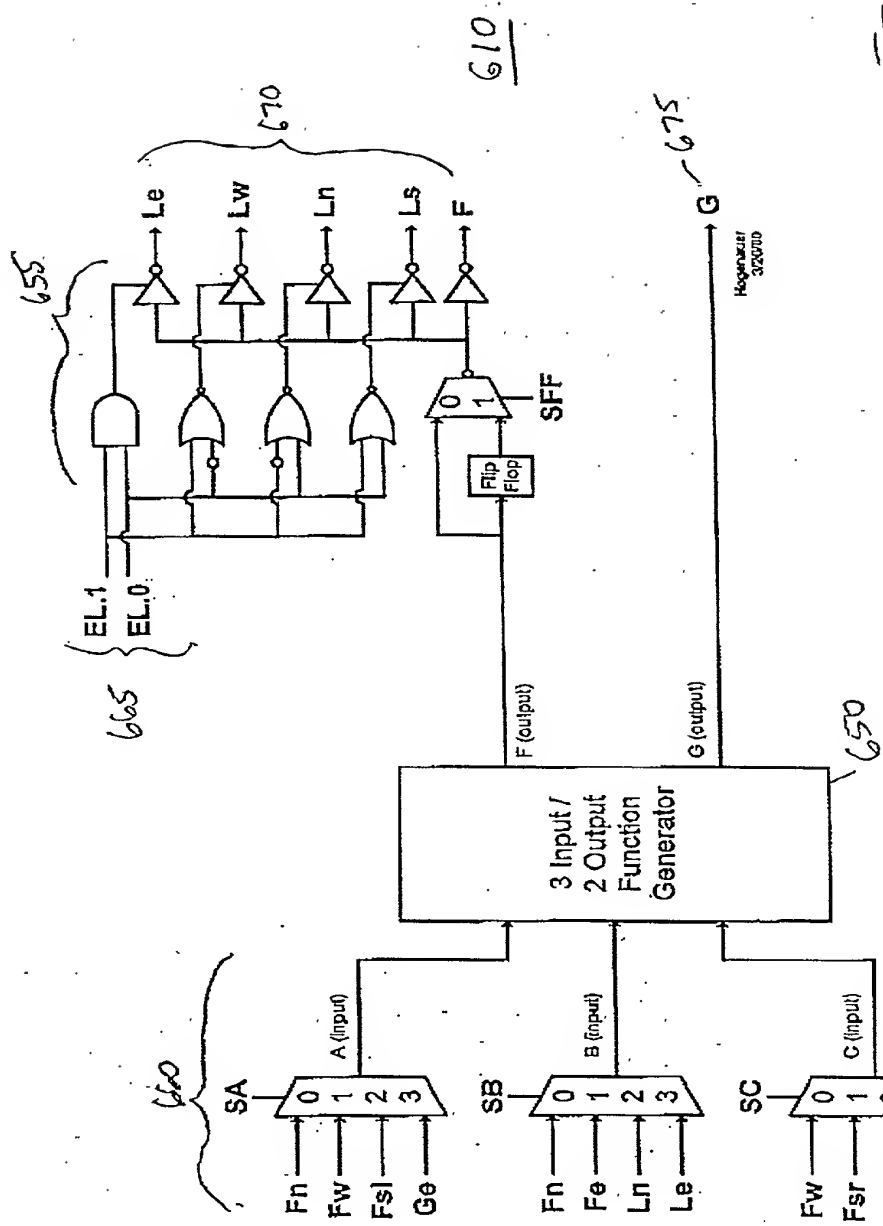 655
670
EL.1
EL.0
665
Le
Lw
Ln
Ls
F
610
0
1
SFF
Flip
Flop
G
675
F (output)
G (output)
3 Input /
2 Output
Function
Generator
650
660
SA
Fn
Fw
Fsl
Ge
0
1
2
3
A (input)
SB
Fn
Fe
Ln
Le
0
1
2
3
B (input)
SC
Fw
Fsr
0
1
C (input)